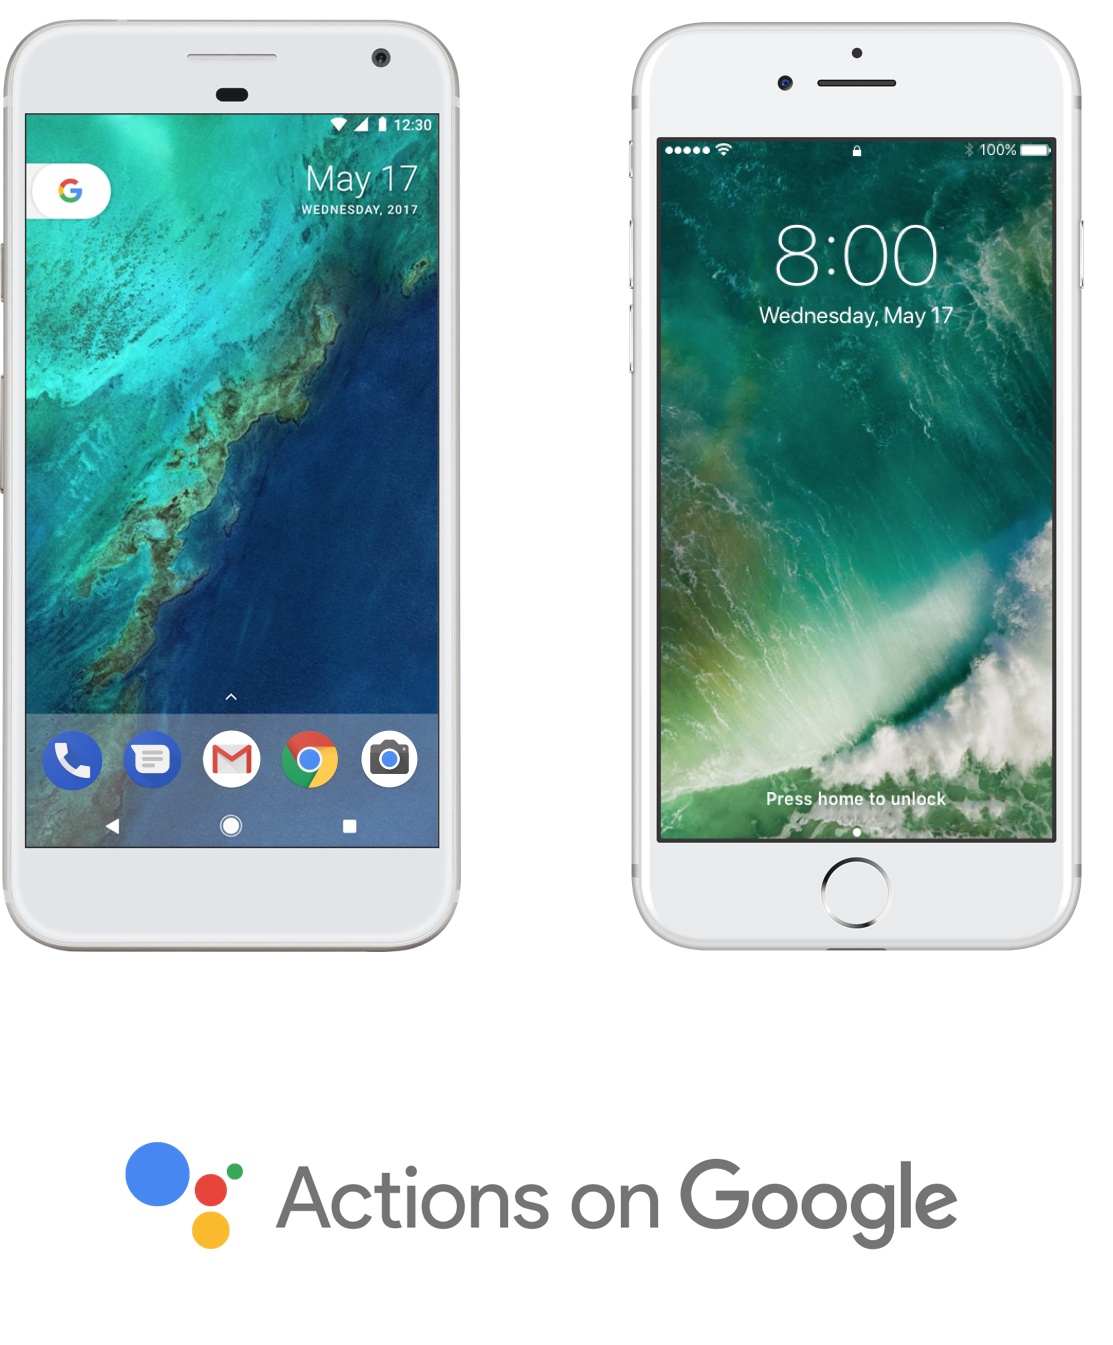 12:30
May 17
WEDNESDAY, 2017
G
100%
8:00
Wednesday, May 17
Press home to unlock
Actions on Google